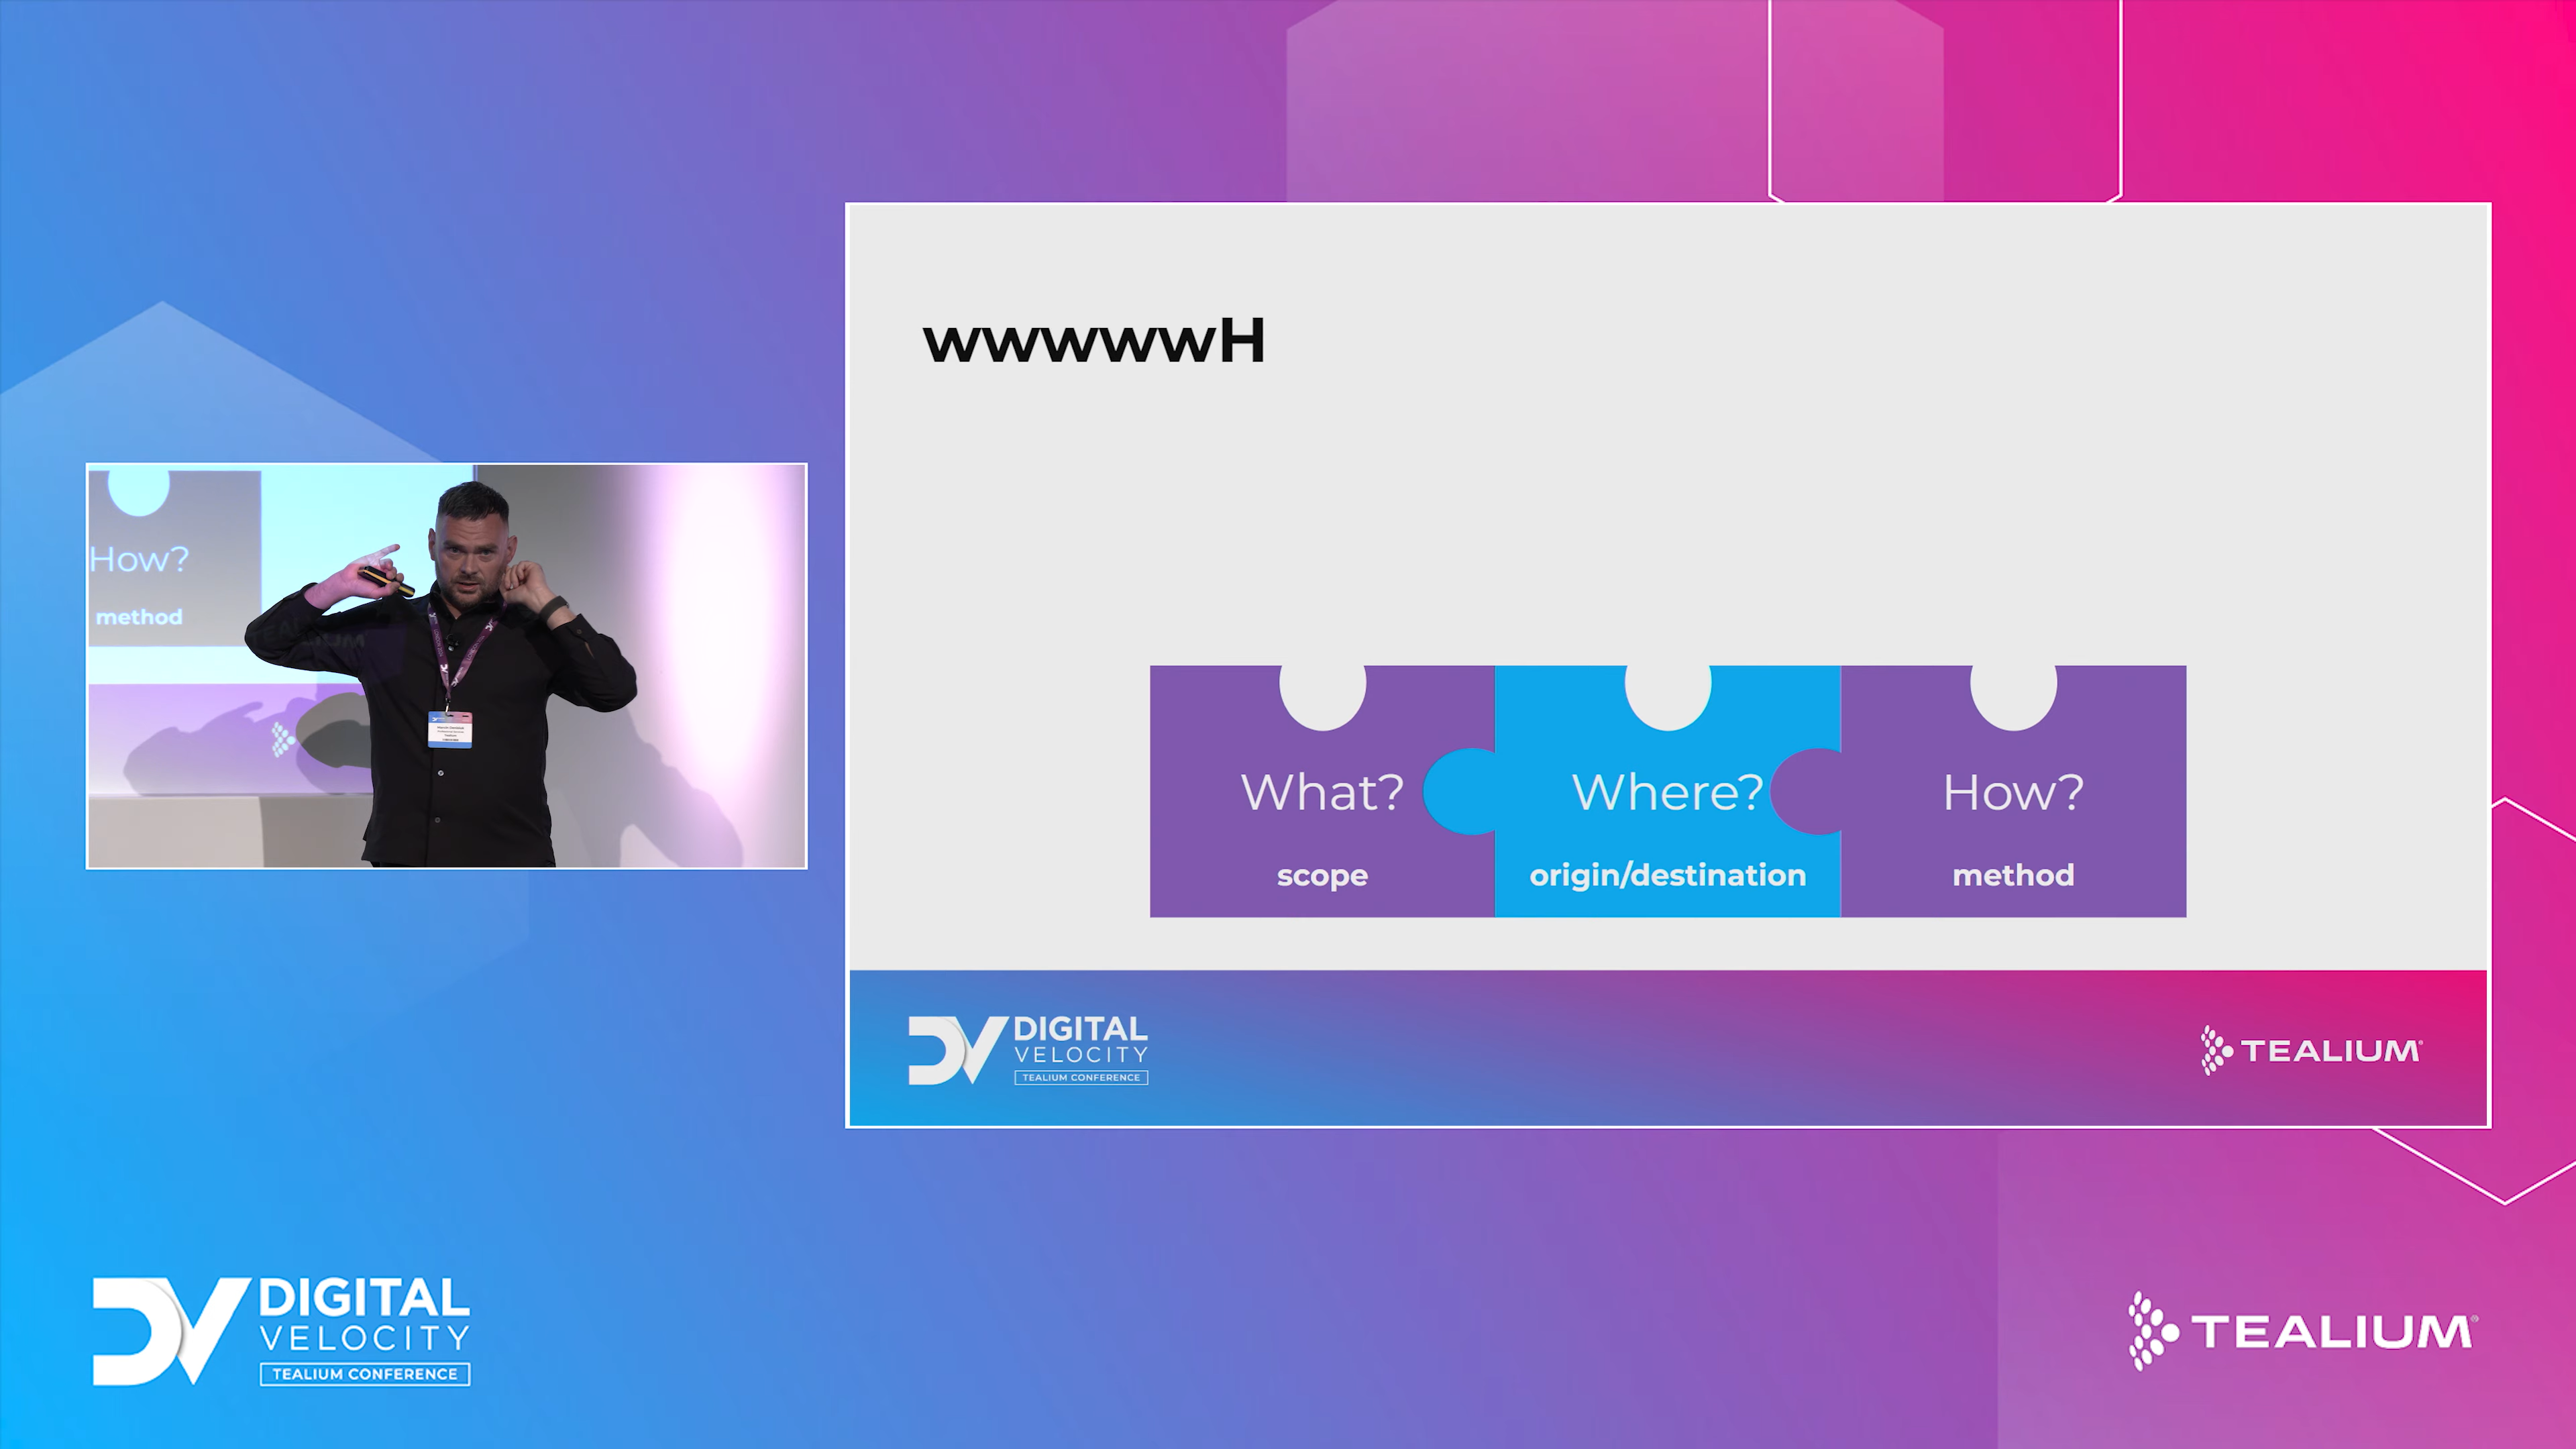 wwwwwH
What?
Where?
How?
scope
origin/destination
method
DIGITAL
VELOCITY
TEALIUM CONFERENCE
TEALIUM
How?
method
DIGITAL
VELOCITY
TEALIUM CONFERENCE
TEALIUM